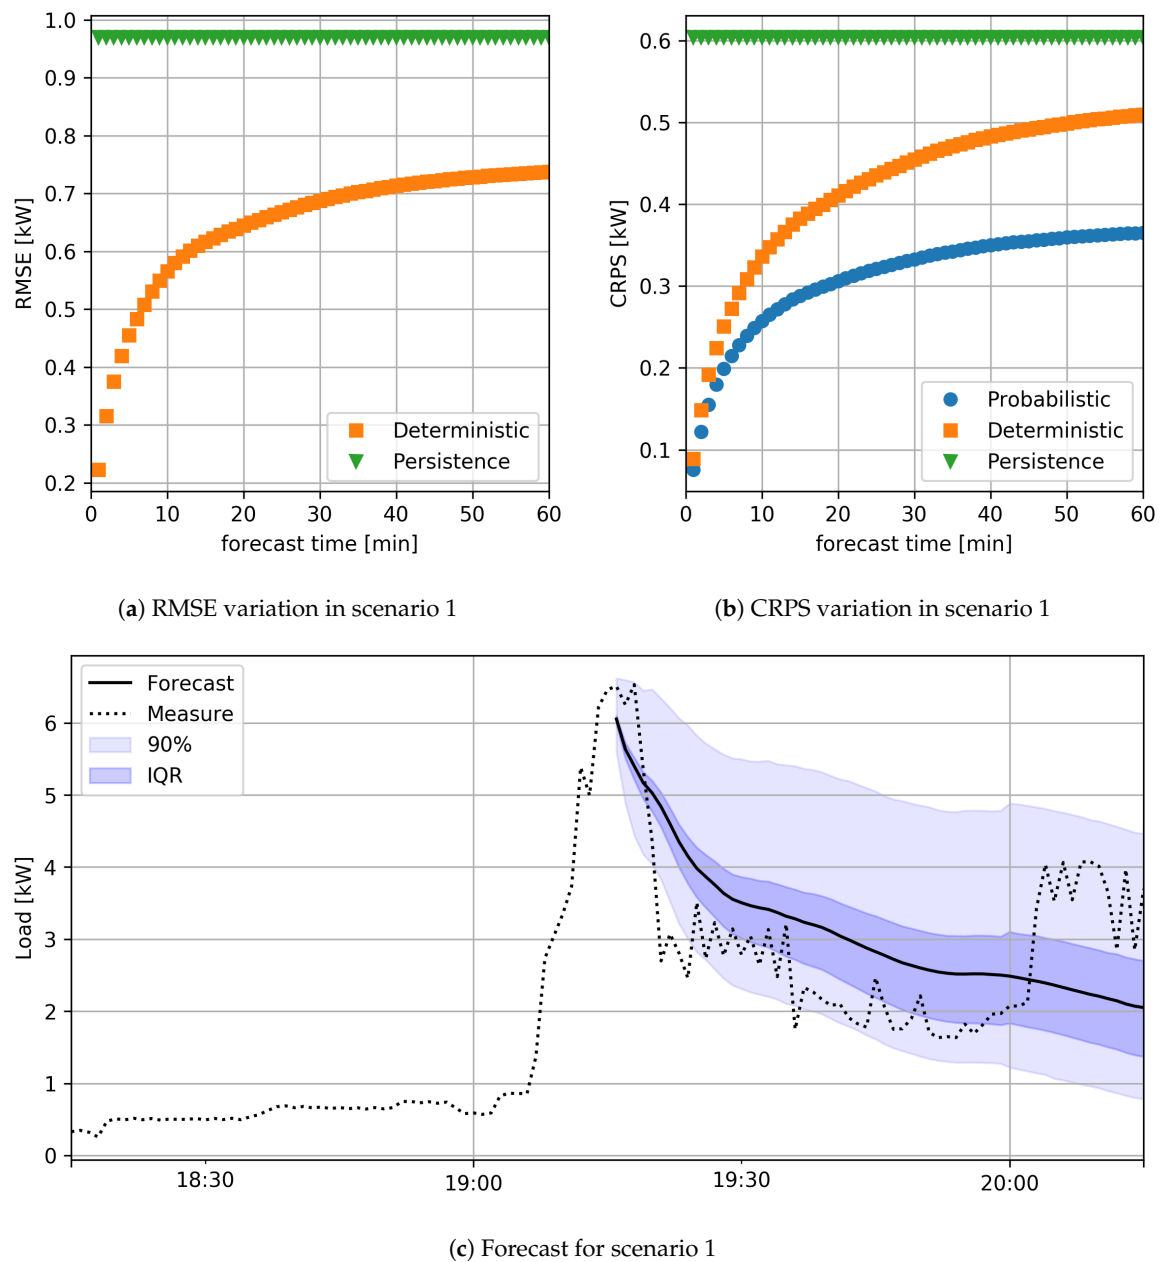 1.0
0.9
0.8
0.7
0.6
0.5
0.4
0.3
0.2
RMSE [kW]
Deterministic
Persistence
0 10 20 30 40 50 60
forecast time [min]
0.6
0.5
0.4
0.3
0.2
0.1
CRPS [kW]
Probabilistic
Deterministic
Persistence
0 10 20 30 40 50 60
forecast time [min]
(a) RMSE variation in scenario 1
(b) CRPS variation in scenario 1
Forecast
Measure
90%
IQR
6
5
4
3
2
1
0
Load [kW]
18:30 19:00 19:30 20:00
(c) Forecast for scenario 1